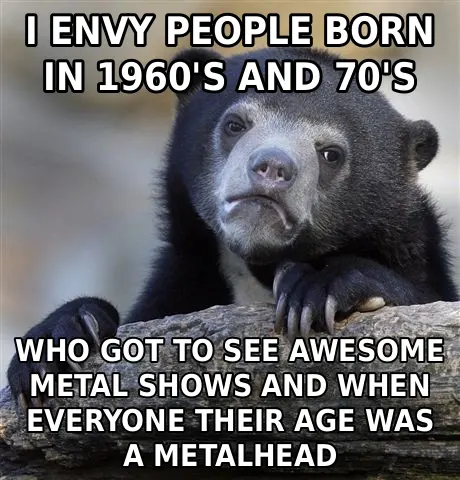 I ENVY PEOPLE BORN
IN 1960'S AND 70'S
WHO GOT TO SEE AWESOME
METAL SHOWS AND WHEN
EVERYONE THEIR AGE WAS
A METALHEAD